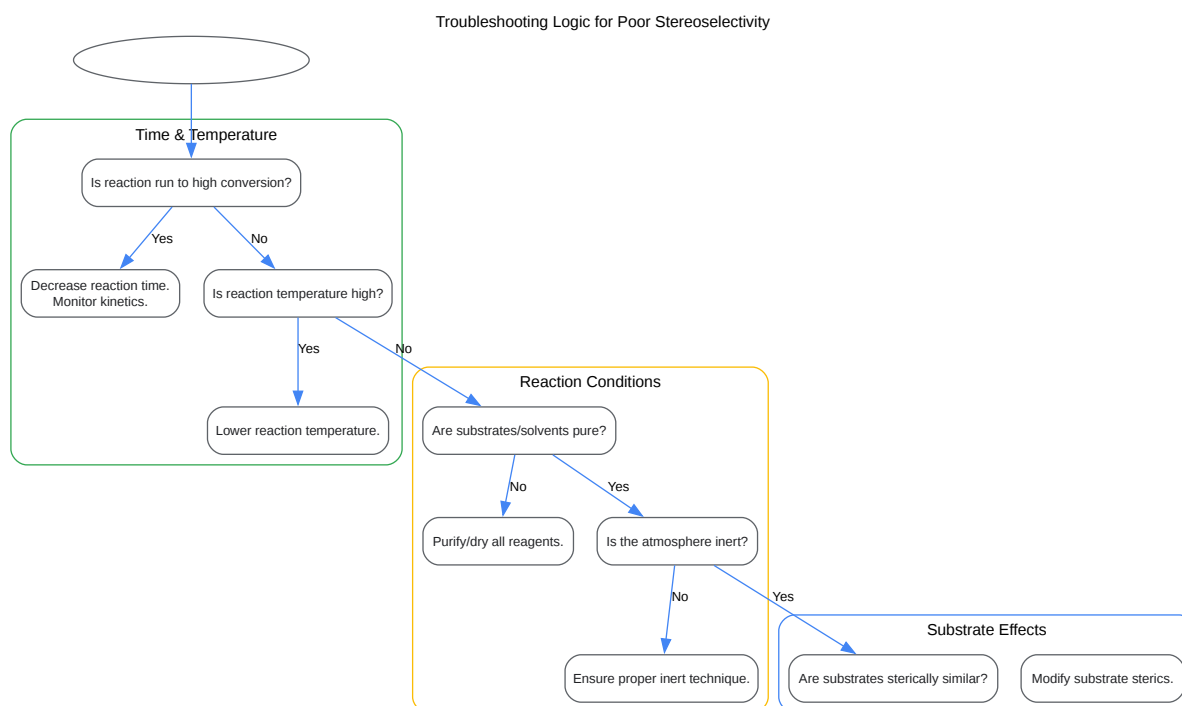 Troubleshooting Logic for Poor Stereoselectivity
Time & Temperature
Is reaction run to high conversion?
Yes
No
Decrease reaction time.
Monitor kinetics.
Is reaction temperature high?
Yes
No
Lower reaction temperature.
Reaction Conditions
Are substrates/solvents pure?
No
Yes
Purify/dry all reagents.
Is the atmosphere inert?
No
Yes
Ensure proper inert technique.
Substrate Effects
Are substrates sterically similar?
Modify substrate sterics.